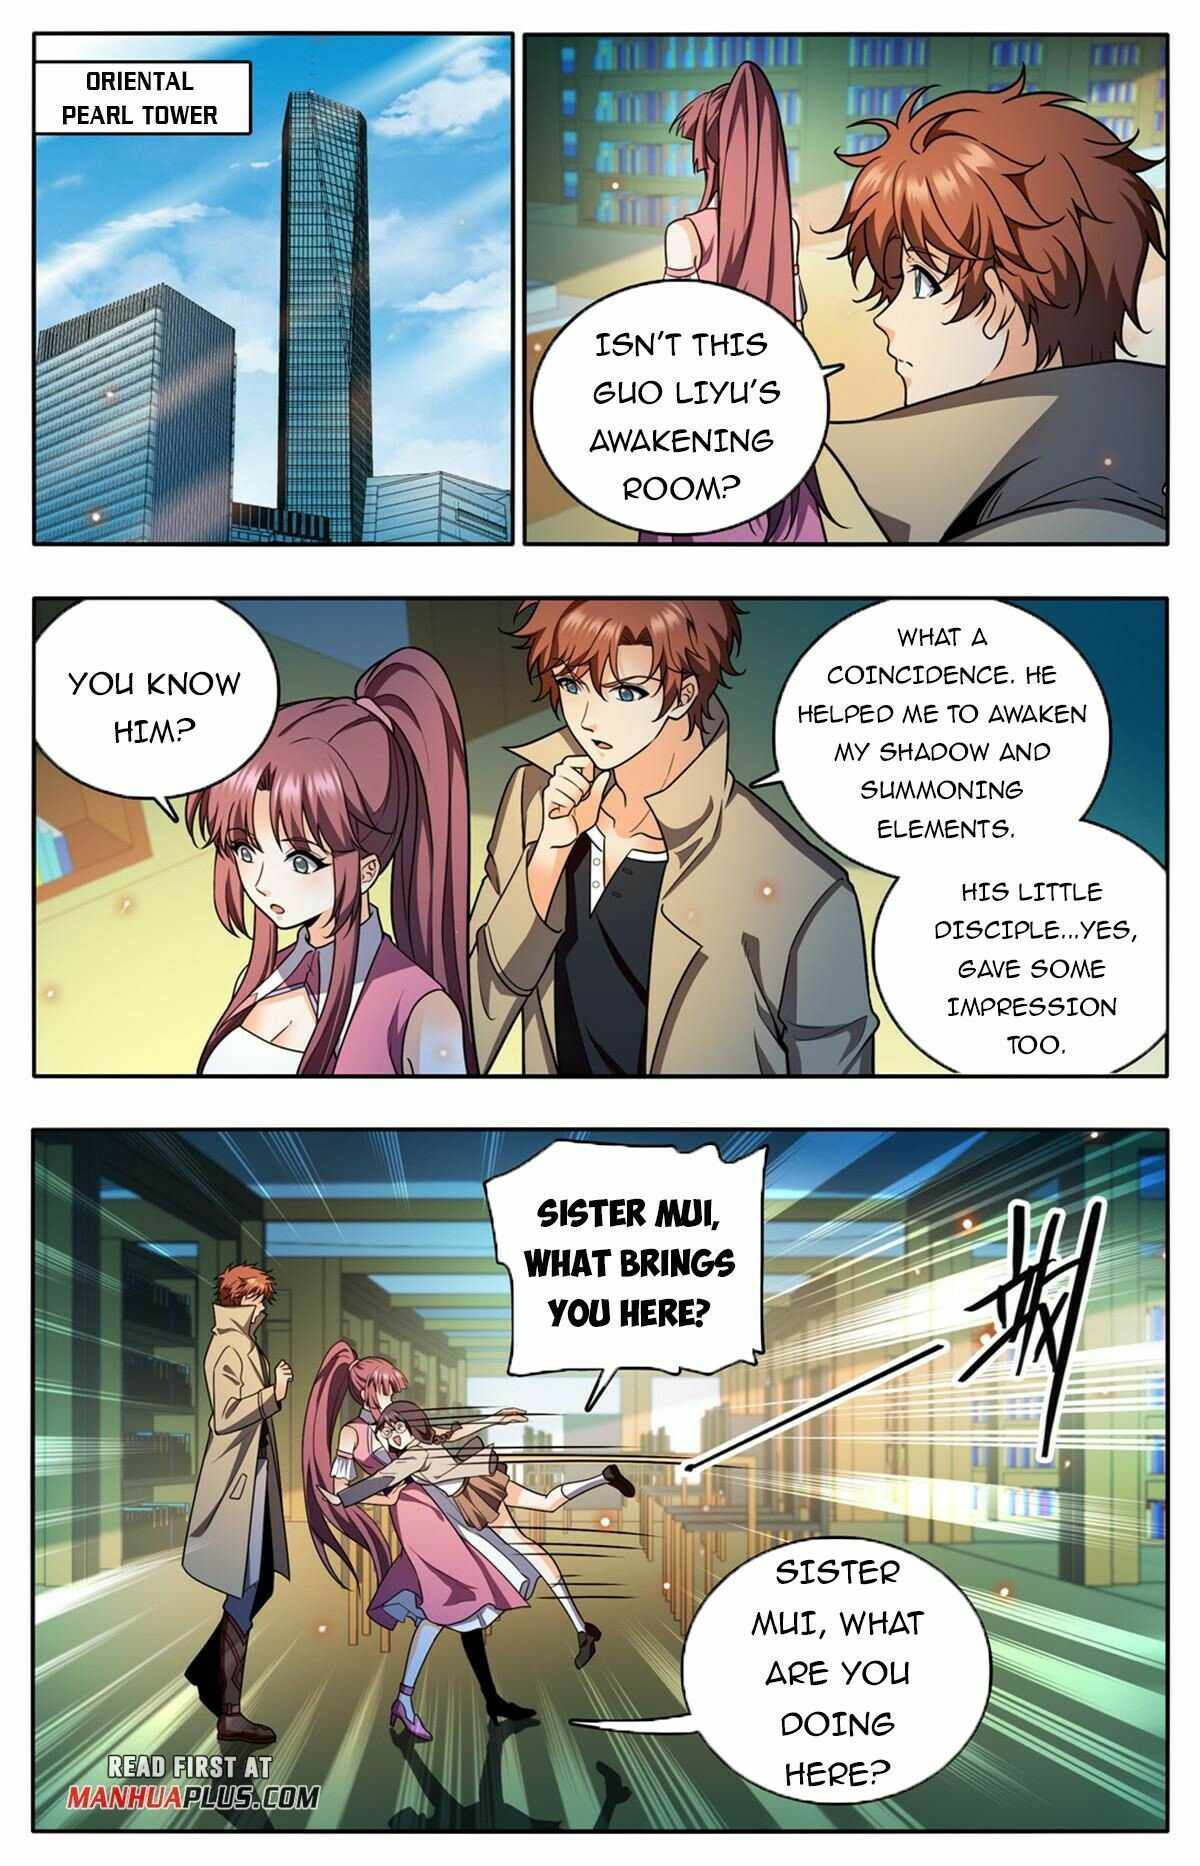 ORIENTAL
PEARL TOWER
ISN'T THIS
GUO LIYU'S
AWAKENING
ROOM?
YOU KNOW
HIM?
WHAT A
COINCIDENCE. HE
HELPED ME TO AWAKEN
MY SHADOW AND
SUMMONING
ELEMENTS.
HIS LITTLE
DISCIPLE...YES,
GAVE SOME
IMPRESSION
TOO.
SISTER MUI,
WHAT BRINGS
YOU HERE?
SISTER
MUI, WHAT
ARE YOU
DOING
HERE?
READ FIRST AT
MANHUAPLUS.COM